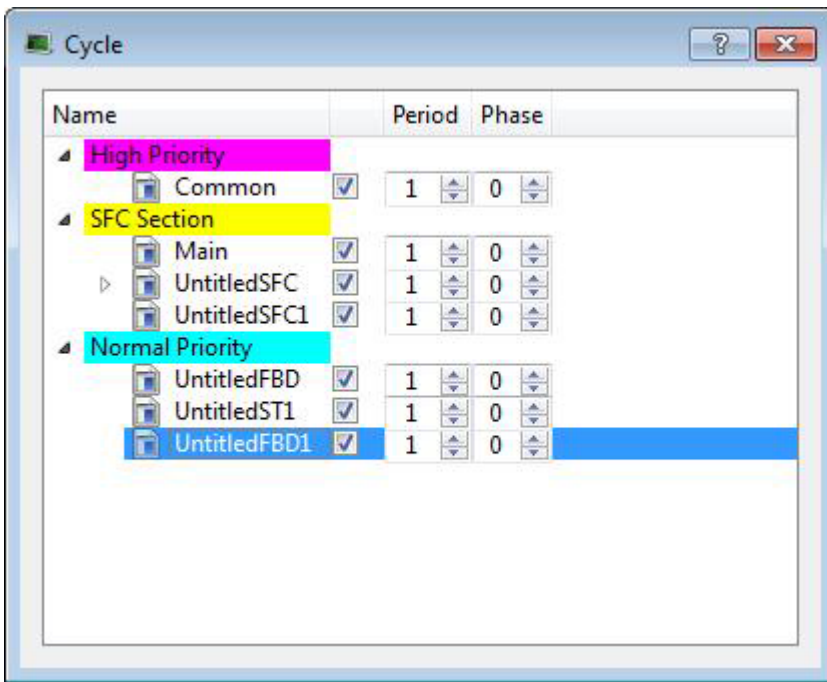 Cycle ?
Name Period Phase
High Priority
Common 1 0
SFC Section
Main 1 0
UntitledSFC 1 0
UntitledSFC1 1 0
Normal Priority
UntitledFBD 1 0
UntitledST1 1 0
UntitledFBD1 1 0